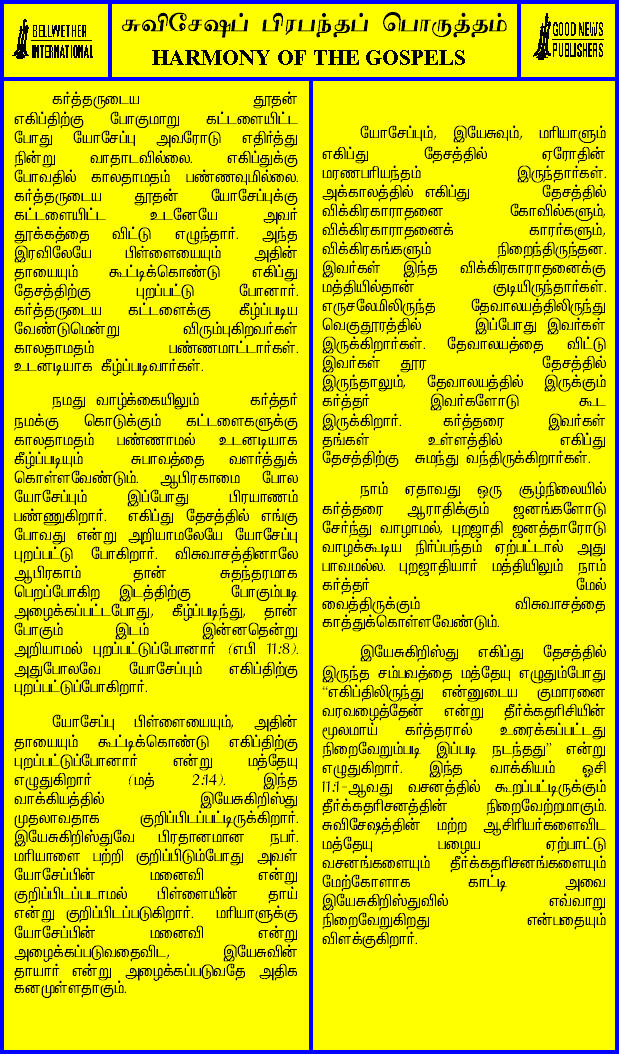 BELLWETHER
INTERNATIONAL
சுவிசேஷப் பிரபந்தப் பொருத்தம்
HARMONY OF THE GOSPELS
GOOD NEWS
PUBLISHERS
கர்த்தருடைய தூதன்
எகிப்திற்கு போகுமாறு கட்டளையிட்ட
போது யோசேப்பு அவரோடு எதிர்த்து
நின்று வாதாடவில்லை. எகிப்துக்கு
போவதில் காலதாமதம் பண்ணவுமில்லை.
கர்த்தருடைய தூதன் யோசேப்புக்கு
கட்டளையிட்ட உடனேயே அவர்
தூக்கத்தை விட்டு எழுந்தார். அந்த
இரவிலேயே பிள்ளையையும் அதின்
தாயையும் கூட்டிக்கொண்டு எகிப்து
தேசத்திற்கு புறப்பட்டு போனார்.
கர்த்தருடைய கட்டளைக்கு கீழ்ப்படிய
வேண்டுமென்று விரும்புகிறவர்கள்
காலதாமதம் பண்ணமாட்டார்கள்.
உடனடியாக கீழ்ப்படிவார்கள்.
நமது வாழ்க்கையிலும் கர்த்தர்
நமக்கு கொடுக்கும் கட்டளைகளுக்கு
காலதாமதம் பண்ணாமல் உடனடியாக
கீழ்ப்படியும் சுபாவத்தை வளர்த்துக்
கொள்ளவேண்டும். ஆபிரகாமை போல
யோசேப்பும் இப்போது பிரயாணம்
பண்ணுகிறார். எகிப்து தேசத்தில் எங்கு
போவது என்று அறியாமலேயே யோசேப்பு
புறப்பட்டு போகிறார். விசுவாசத்தினாலே
ஆபிரகாம் தான் சுதந்தரமாக
பெறப்போகிற இடத்திற்கு போகும்படி
அழைக்கப்பட்டபோது, கீழ்ப்படிந்து, தான்
போகும் இடம் இன்னதென்று
அறியாமல் புறப்பட்டுப்போனார் (எபி 11:8).
அதுபோலவே யோசேப்பும் எகிப்திற்கு
புறப்பட்டுப்போகிறார்.
யோசேப்பு பிள்ளையையும், அதின்
தாயையும் கூட்டிக்கொண்டு எகிப்திற்கு
புறப்பட்டுப்போனார் என்று மத்தேயு
எழுதுகிறார் (மத் 2:14). இந்த
வாக்கியத்தில் இயேசுகிறிஸ்து
முதலாவதாக குறிப்பிடப்பட்டிருக்கிறார்.
இயேசுகிறிஸ்துவே பிரதானமான நபர்.
மரியாளை பற்றி குறிப்பிடும்போது அவள்
யோசேப்பின் மனைவி என்று
குறிப்பிடப்படாமல் பிள்ளையின் தாய்
என்று குறிப்பிடப்படுகிறார். மரியாளுக்கு
யோசேப்பின் மனைவி என்று
அழைக்கப்படுவதைவிட, இயேசுவின்
தாயார் என்று அழைக்கப்படுவதே அதிக
கனமுள்ளதாகும்.
யோசேப்பும், இயேசுவும், மரியாளும்
எகிப்து தேசத்தில் ஏரோதின்
மரணபரியந்தம் இருந்தார்கள்.
அக்காலத்தில் எகிப்து தேசத்தில்
விக்கிரகாராதனை கோவில்களும்,
விக்கிரகாராதனைக் காரர்களும்,
விக்கிரகங்களும் நிறைந்திருந்தன.
இவர்கள் இந்த விக்கிரகாராதனைக்கு
மத்தியில்தான் குடியிருந்தார்கள்.
எருசலேமிலிருந்த தேவாலயத்திலிருந்து
வெகுதூரத்தில் இப்போது இவர்கள்
இருக்கிறார்கள். தேவாலயத்தை விட்டு
இவர்கள் தூர தேசத்தில்
இருந்தாலும், தேவாலயத்தில் இருக்கும்
கர்த்தர் இவர்களோடு கூட
இருக்கிறார். கர்த்தரை இவர்கள்
தங்கள் உள்ளத்தில் எகிப்து
தேசத்திற்கு சுமந்து வந்திருக்கிறார்கள்.
நாம் ஏதாவது ஒரு சூழ்நிலையில்
கர்த்தரை ஆராதிக்கும் ஜனங்களோடு
சேர்ந்து வாழாமல், புறஜாதி ஜனத்தாரோடு
வாழக்கூடிய நிர்ப்பந்தம் ஏற்பட்டால் அது
பாவமல்ல. புறஜாதியார் மத்தியிலும் நாம்
கர்த்தர் மேல்
வைத்திருக்கும் விசுவாசத்தை
காத்துக்கொள்ளவேண்டும்.
இயேசுகிறிஸ்து எகிப்து தேசத்தில்
இருந்த சம்பவத்தை மத்தேயு எழுதும்போது
“எகிப்திலிருந்து என்னுடைய குமாரனை
வரவழைத்தேன் என்று தீர்க்கதரிசியின்
மூலமாய் கர்த்தரால் உரைக்கப்பட்டது
நிறைவேறும்படி இப்படி நடந்தது” என்று
எழுதுகிறார். இந்த வாக்கியம் ஓசி
11:1-ஆவது வசனத்தில் கூறப்பட்டிருக்கும்
தீர்க்கதரிசனத்தின் நிறைவேற்றமாகும்.
சுவிசேஷத்தின் மற்ற ஆசிரியர்களைவிட
மத்தேயு பழைய ஏற்பாட்டு
வசனங்களையும் தீர்க்கதரிசனங்களையும்
மேற்கோளாக காட்டி அவை
இயேசுகிறிஸ்துவில் எவ்வாறு
நிறைவேறுகிறது என்பதையும்
விளக்குகிறார்.